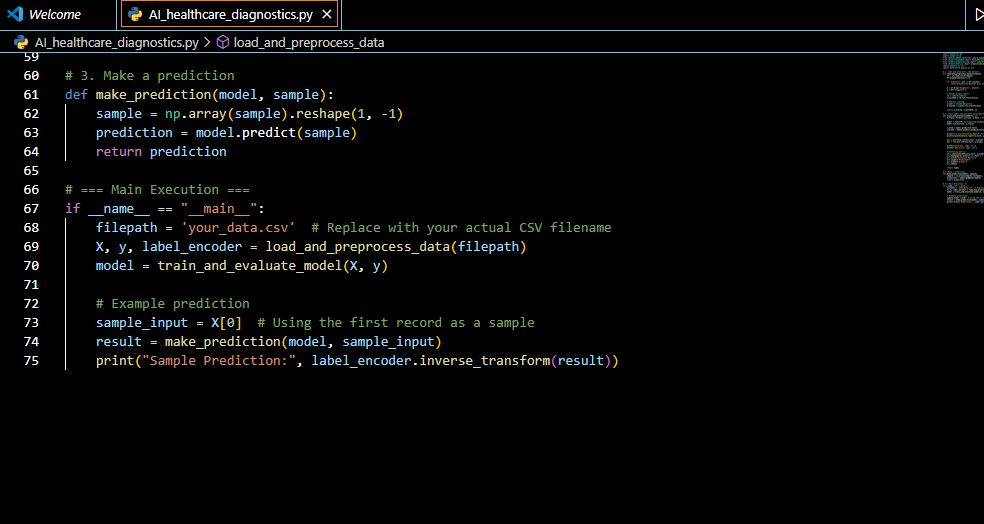 Welcome
AI_healthcare_diagnostics.py
AI_healthcare_diagnostics.py > load_and_preprocess_data
59
60 # 3. Make a prediction
61 def make_prediction(model, sample):
62     sample = np.array(sample).reshape(1, -1)
63     prediction = model.predict(sample)
64     return prediction
65
66 # === Main Execution ===
67 if __name__ == "__main__":
68     filepath = 'your_data.csv'  # Replace with your actual CSV filename
69     X, y, label_encoder = load_and_preprocess_data(filepath)
70     model = train_and_evaluate_model(X, y)
71
72     # Example prediction
73     sample_input = X[0]  # Using the first record as a sample
74     result = make_prediction(model, sample_input)
75     print("Sample Prediction:", label_encoder.inverse_transform(result))